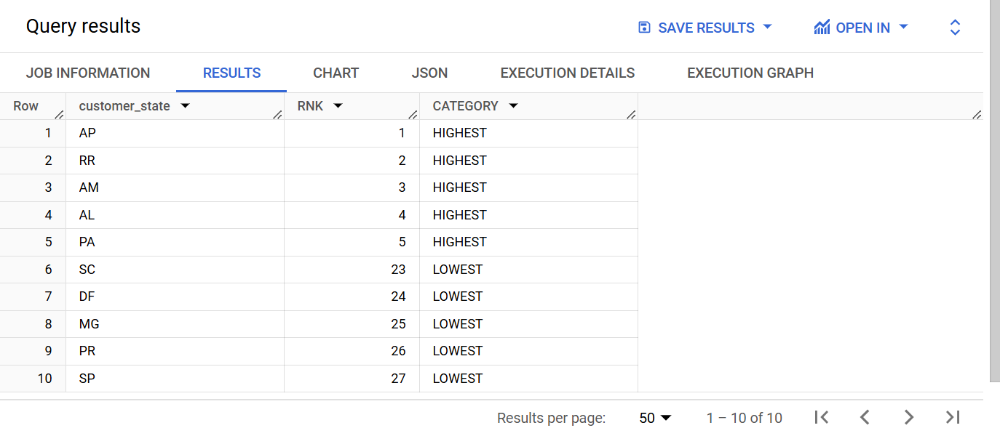 Query results SAVE RESULTS OPEN IN
JOB INFORMATION RESULTS CHART JSON EXECUTION DETAILS EXECUTION GRAPH
Row customer_state RNK CATEGORY
1 AP 1 HIGHEST
2 RR 2 HIGHEST
3 AM 3 HIGHEST
4 AL 4 HIGHEST
5 PA 5 HIGHEST
6 SC 23 LOWEST
7 DF 24 LOWEST
8 MG 25 LOWEST
9 PR 26 LOWEST
10 SP 27 LOWEST
Results per page: 50 1 – 10 of 10